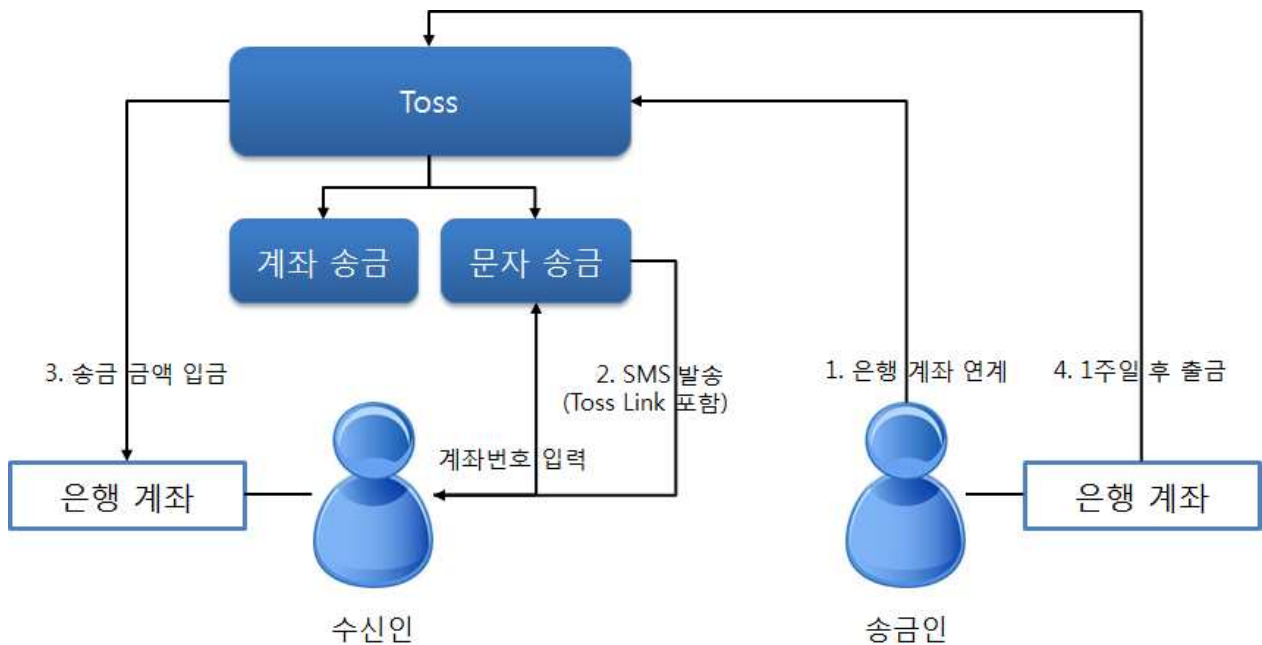 Toss
계좌 송금
문자 송금
3. 송금 금액 입금
2. SMS 발송
(Toss Link 포함)
1. 은행 계좌 연계
4. 1주일 후 출금
계좌번호 입력
은행 계좌
은행 계좌
수신인
송금인